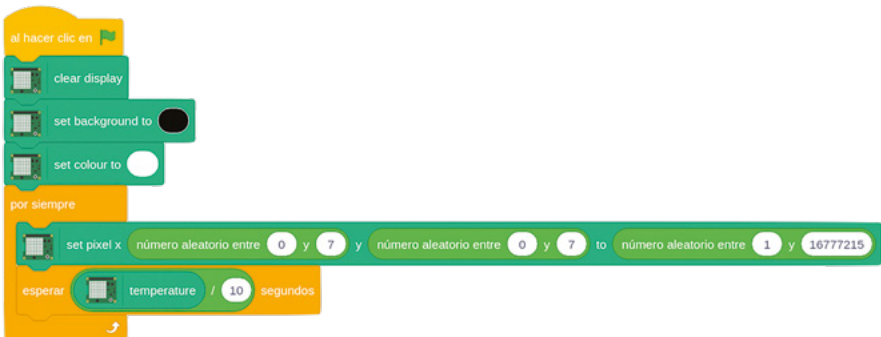 al hacer clic en
clear display
set background to
set colour to
por siempre
set pixel x número aleatorio entre 0 y 7 y número aleatorio entre 0 y 7 to número aleatorio entre 1 y 16777215
esperar temperature / 10 segundos